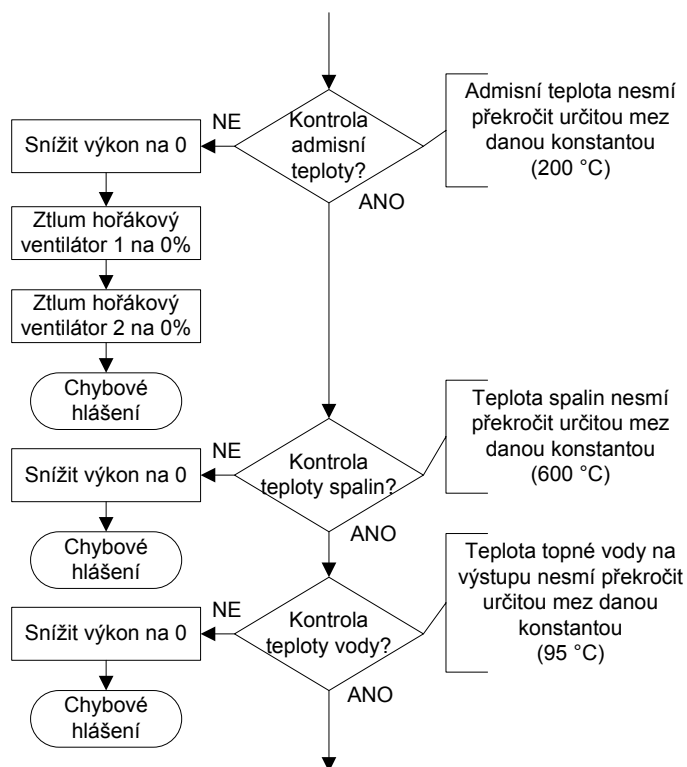 Kontrola
admisní
teploty?
NE
ANO
Admisní teplota nesmí
překročit určitou mez
danou konstantou
(200 °C)
Snížit výkon na 0
Ztlum hořákový
ventilátor 1 na 0%
Ztlum hořákový
ventilátor 2 na 0%
Chybové
hlášení
Kontrola
teploty spalin?
NE
ANO
Teplota spalin nesmí
překročit určitou mez
danou konstantou
(600 °C)
Snížit výkon na 0
Chybové
hlášení
Kontrola
teploty vody?
NE
ANO
Teplota topné vody na
výstupu nesmí překročit
určitou mez danou
konstantou
(95 °C)
Snížit výkon na 0
Chybové
hlášení